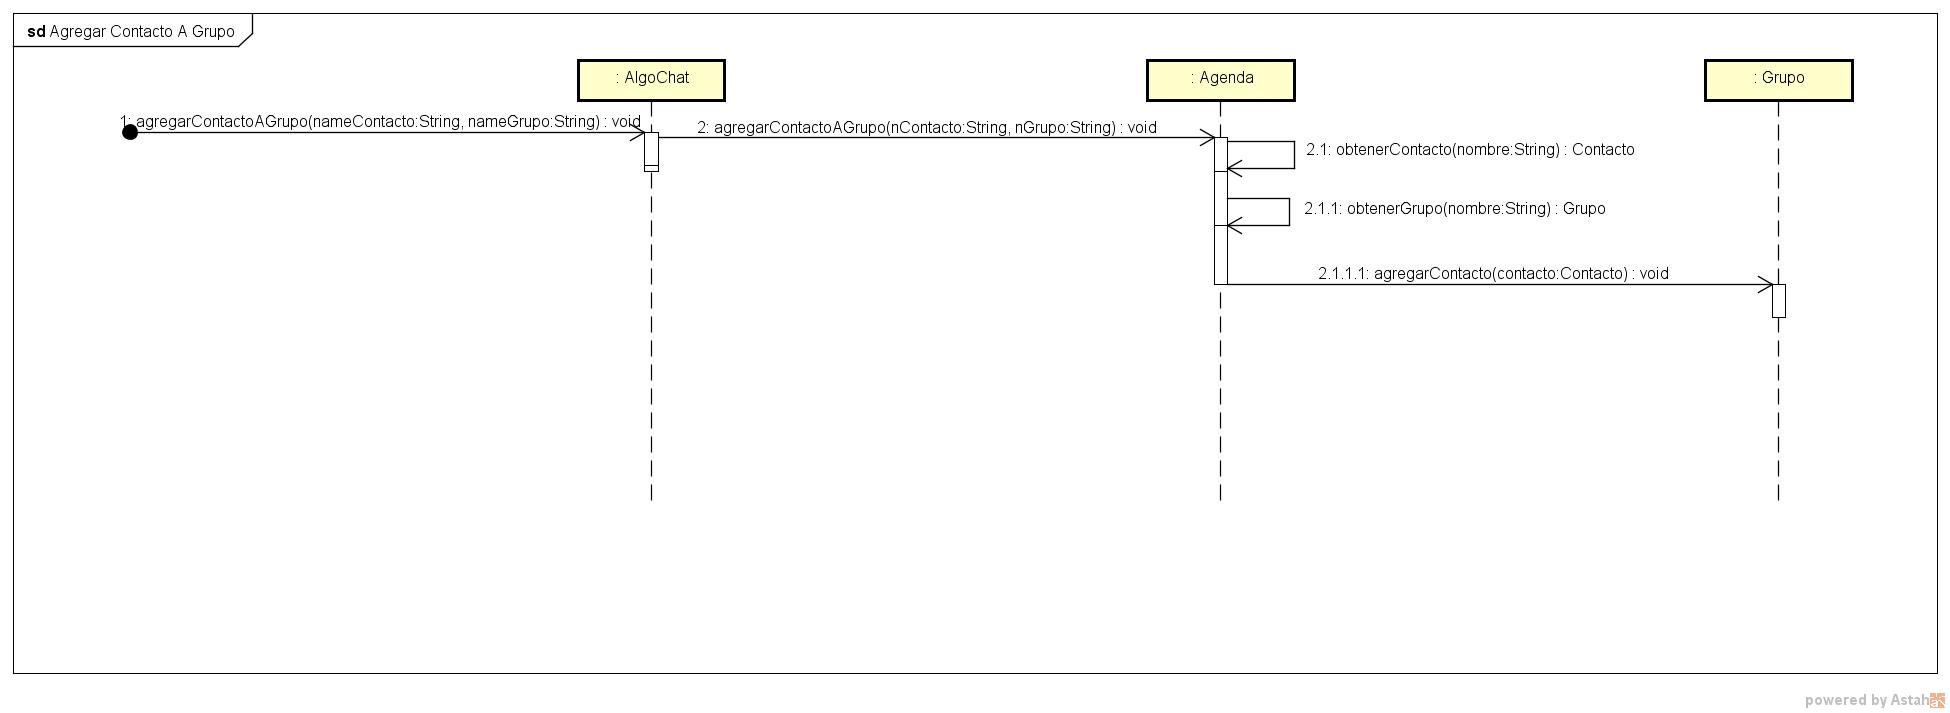 sd Agregar Contacto A Grupo
: AlgoChat
: Agenda
: Grupo
1: agregarContactoAGrupo(nameContacto:String, nameGrupo:String) : void
2: agregarContactoAGrupo(nContacto:String, nGrupo:String) : void
2.1: obtenerContacto(nombre:String) : Contacto
2.1.1: obtenerGrupo(nombre:String) : Grupo
2.1.1.1: agregarContacto(contacto:Contacto) : void
powered by Astah